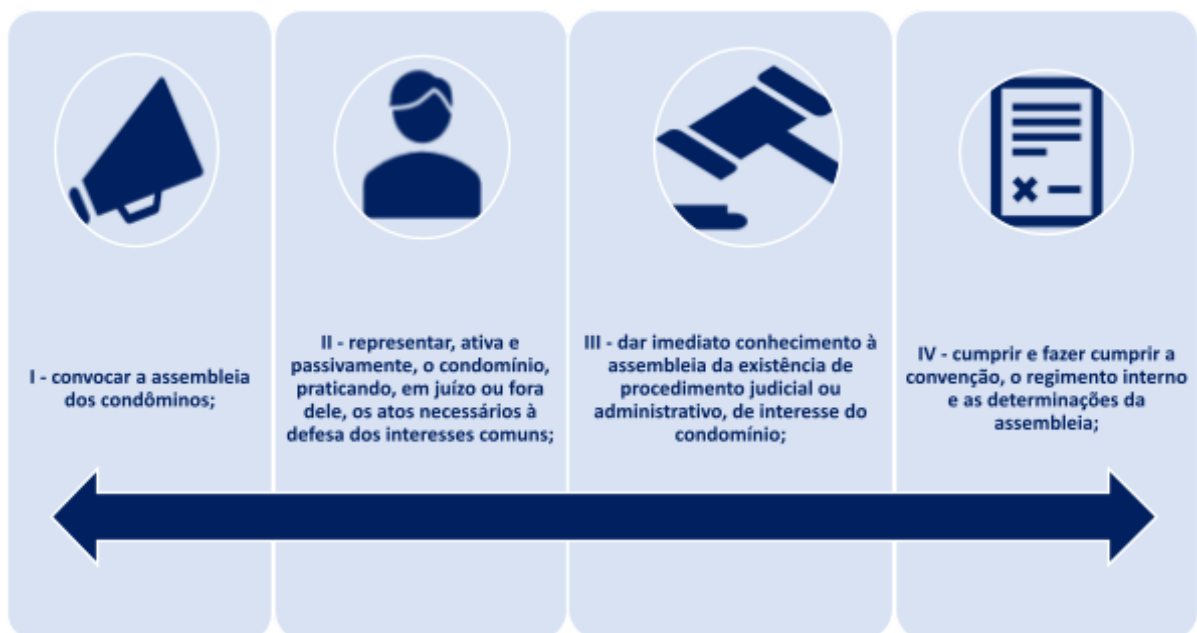 I - convocar a assembleia
dos condôminos;
II - representar, ativa e
passivamente, o condomínio,
praticando, em juízo ou fora
dele, os atos necessários à
defesa dos interesses comuns;
III - dar imediato conhecimento à
assembleia da existência de
procedimento judicial ou
administrativo, de interesse do
condomínio;
IV - cumprir e fazer cumprir a
convenção, o regimento interno
e as determinações da
assembleia;